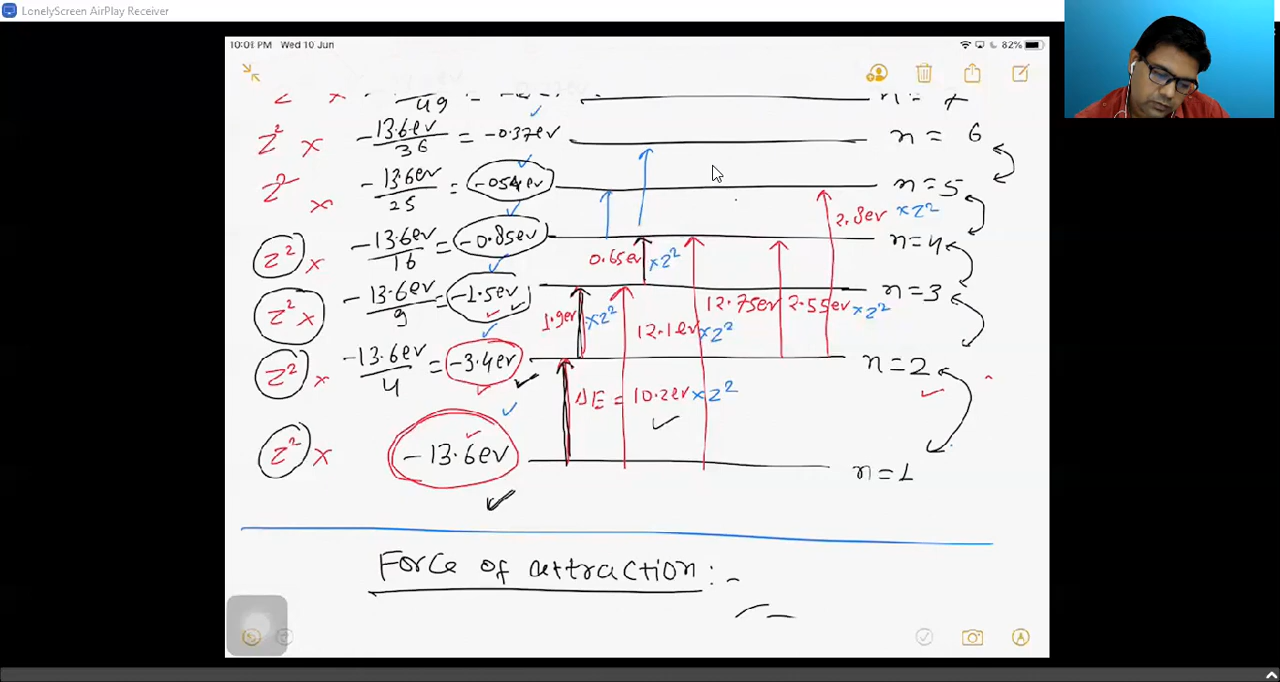 LonelyScreen AirPlay Receiver
10:01 PM Wed 10 Jun
82%
49 =
n = 7
Z² x -13.6ev/36 = -0.37ev
n = 6
Z² x -13.6ev/25 = -0.54ev
n=5
2.8ev x Z²
Z² x -13.6ev/16 = -0.85ev
n=4
0.65ev x Z²
Z² x -13.6ev/9 = -1.5ev
n=3
1.9ev x Z² 12.1ev x Z² 12.75ev 2.55ev x Z²
Z² x -13.6ev/4 = -3.4ev
n=2
ΔE = 10.2ev x Z²
Z² x -13.6ev
n=1
Force of attraction:-